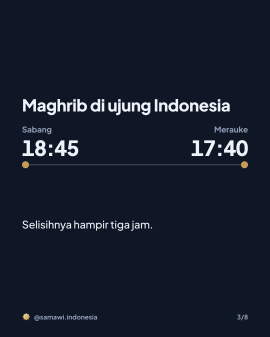 Maghrib di ujung Indonesia
Sabang Merauke
18:45 17:40
Selisihnya hampir tiga jam.
@samawi.indonesia 3/8